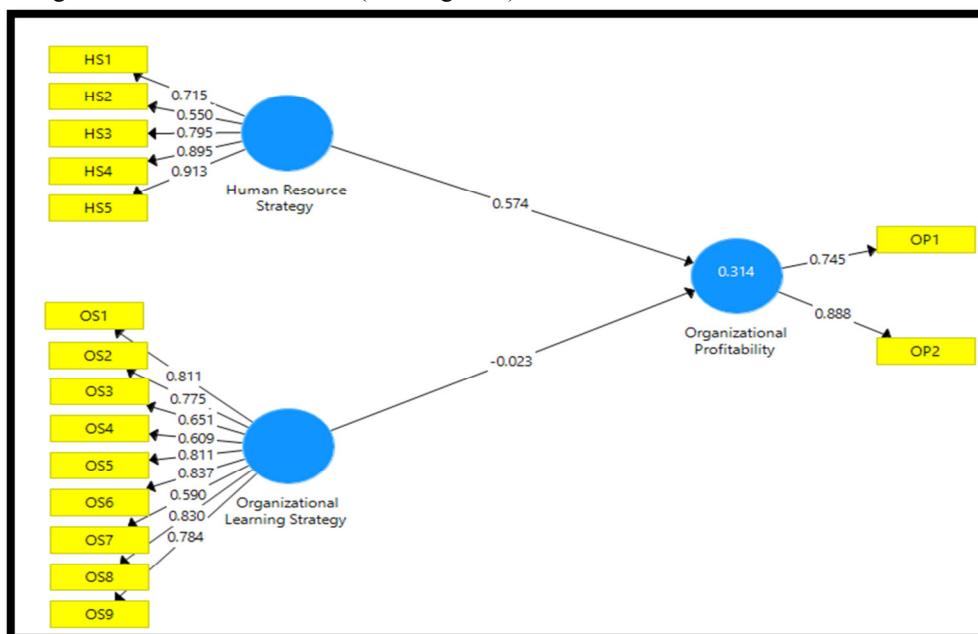 HS1
HS2
HS3
HS4
HS5
0.715
0.550
0.795
0.895
0.913
Human Resource
Strategy
0.574
OS1
OS2
OS3
OS4
OS5
OS6
OS7
OS8
OS9
0.811
0.775
0.651
0.609
0.811
0.837
0.590
0.830
0.784
Organizational
Learning Strategy
-0.023
0.314
Organizational
Profitability
0.745
0.888
OP1
OP2